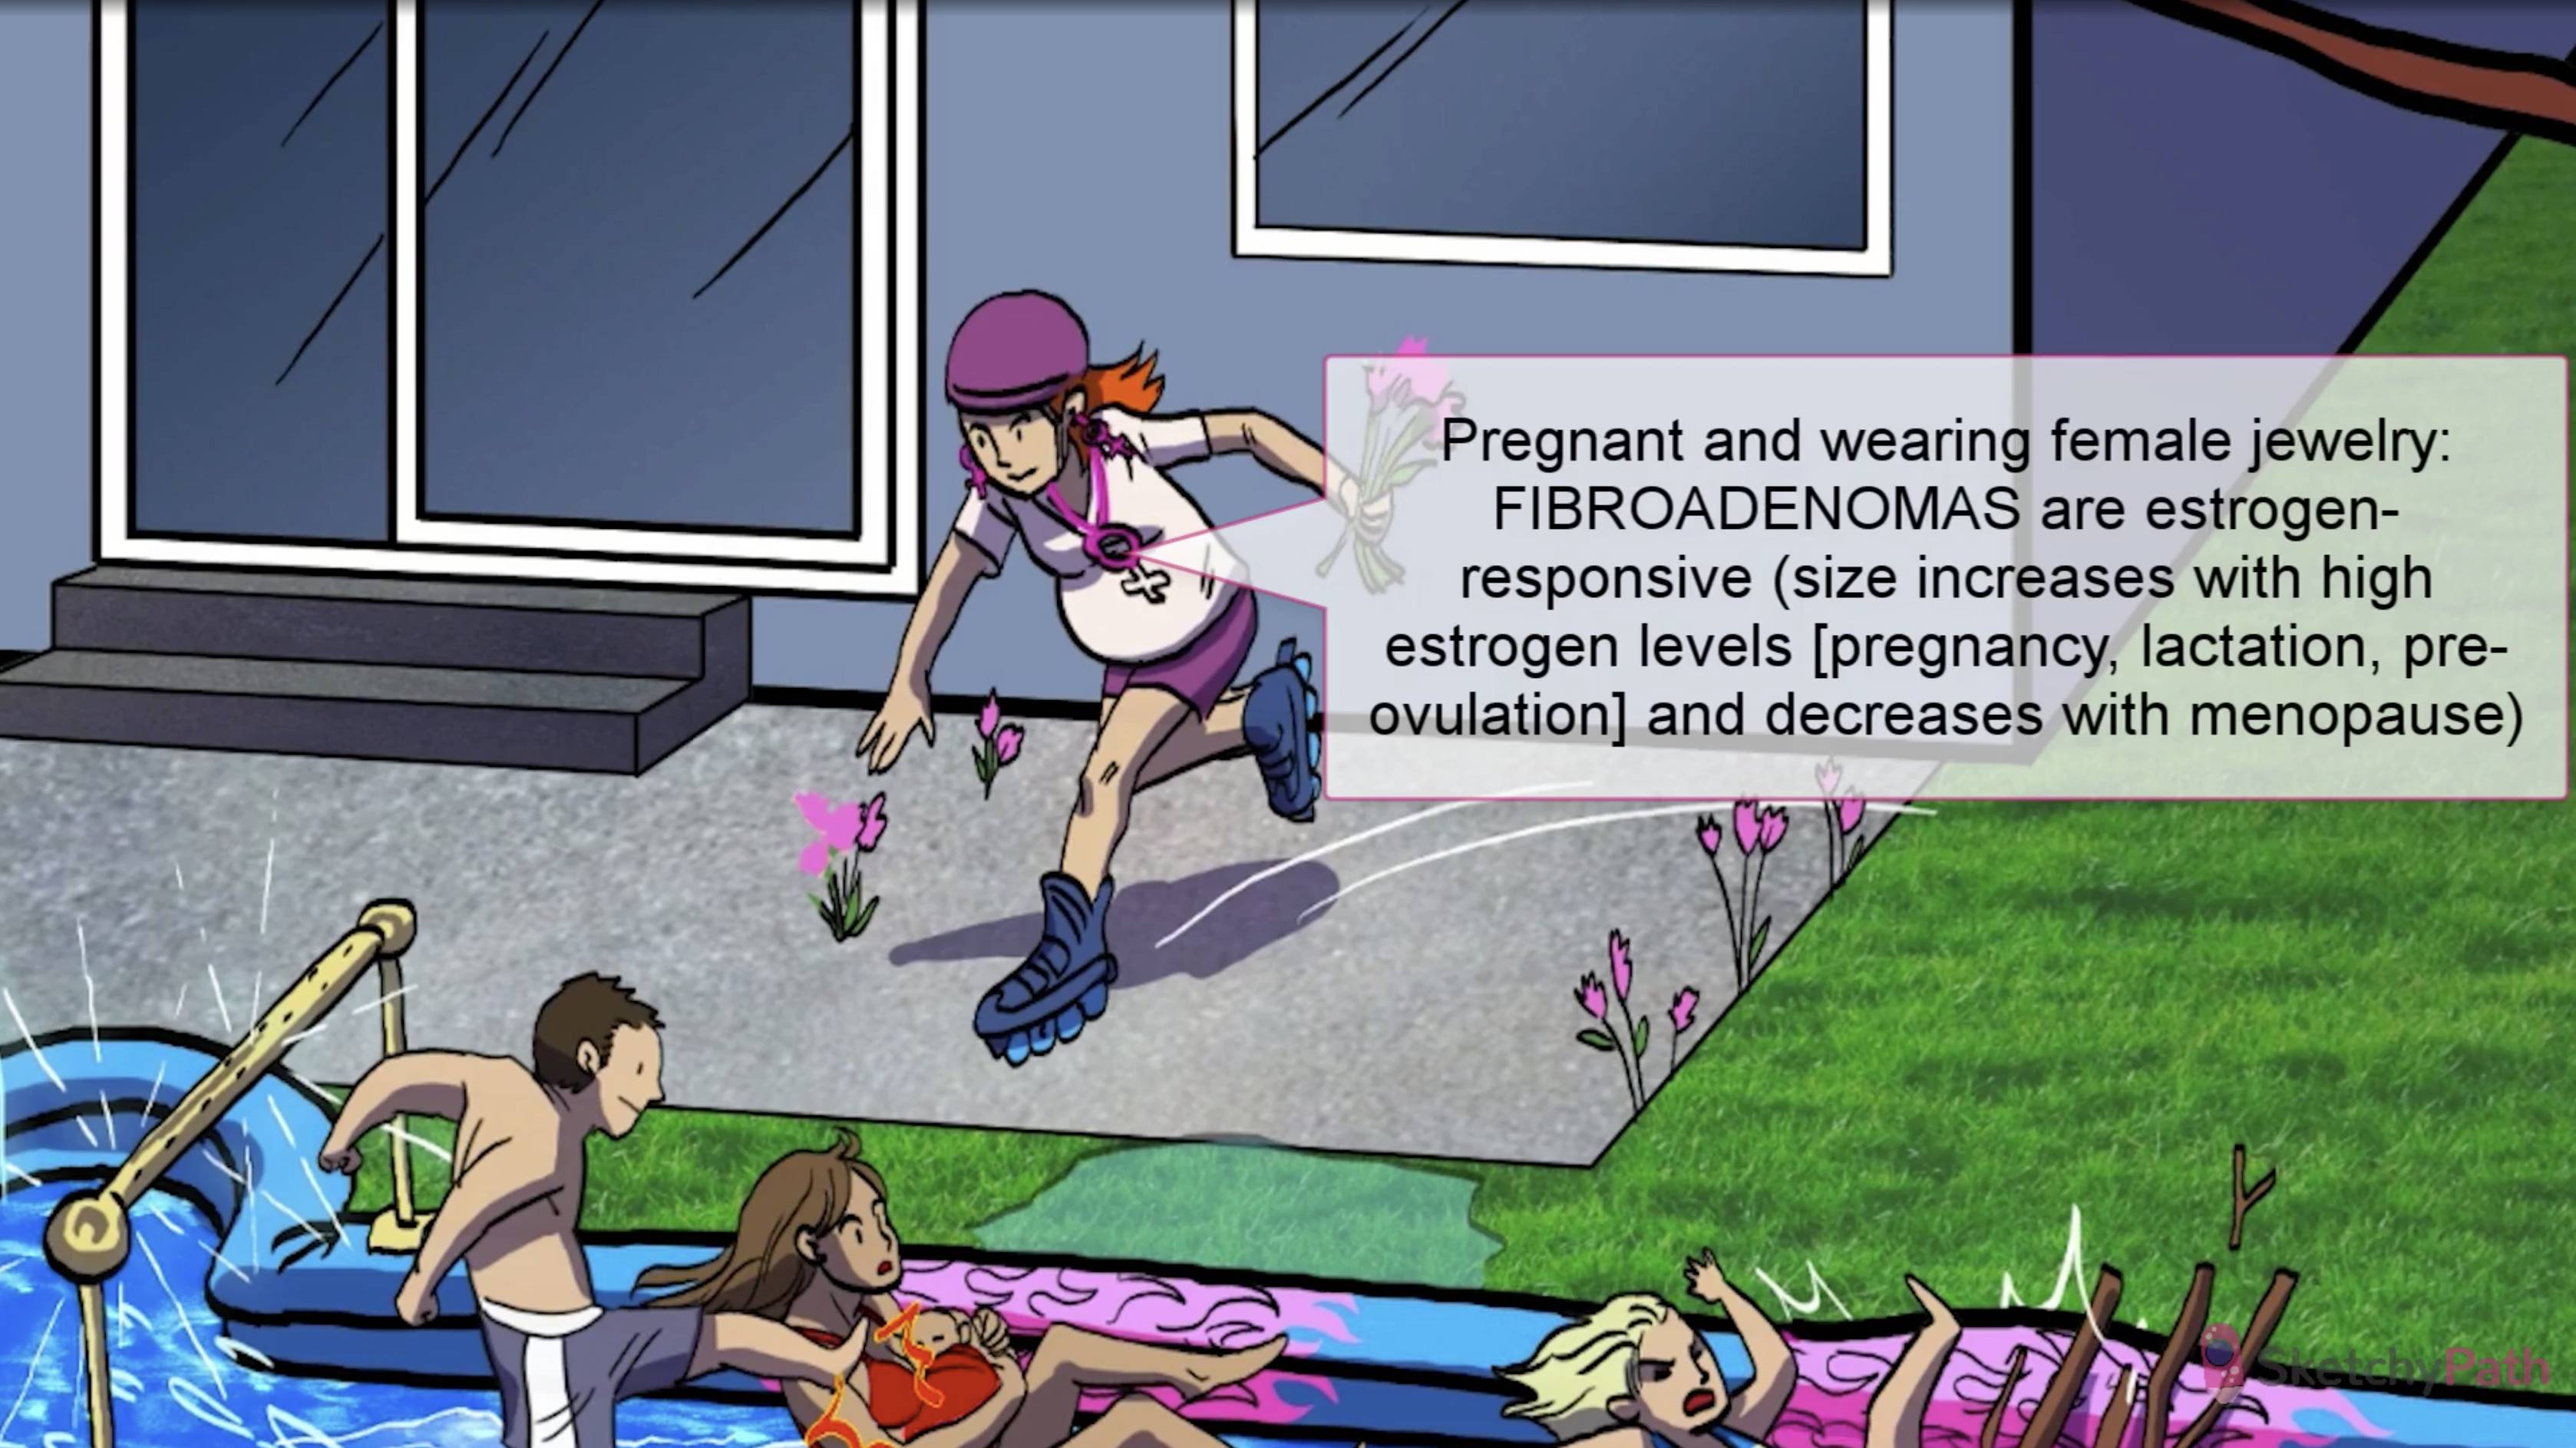 Pregnant and wearing female jewelry:
FIBROADENOMAS are estrogen-
responsive (size increases with high
estrogen levels [pregnancy, lactation, pre-
ovulation] and decreases with menopause)
SketchyPath